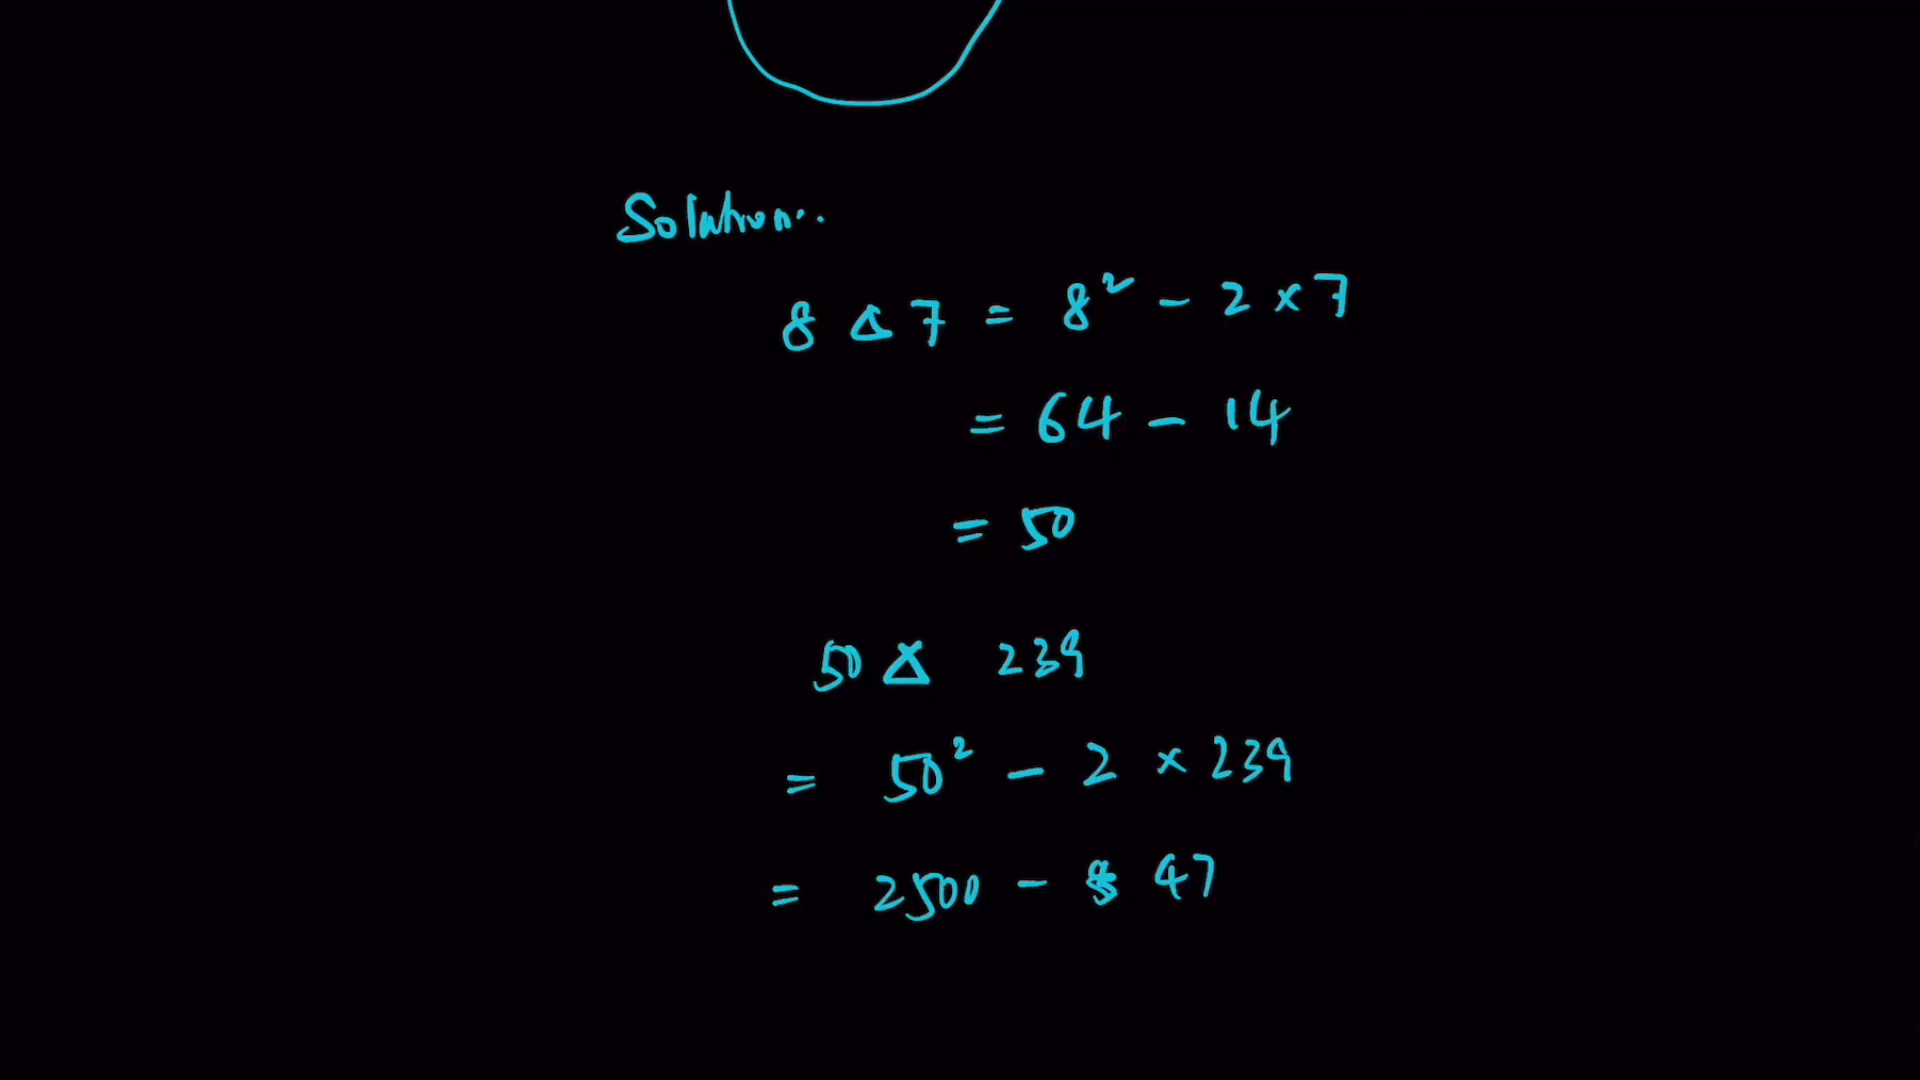 Solution:.
8 Δ 7 = 8² - 2 × 7
= 64 - 14
= 50
50 Δ 239
= 50² - 2 × 239
= 2500 - 47